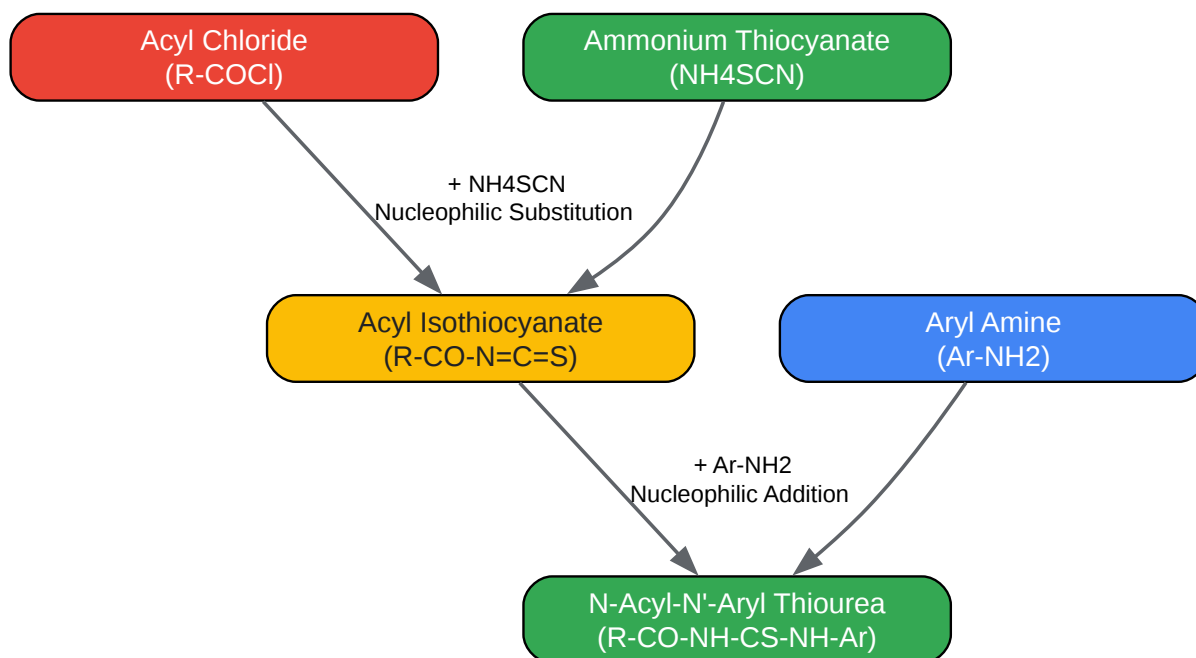 Acyl Chloride
(R-COCl)
Ammonium Thiocyanate
(NH4SCN)
+ NH4SCN
Nucleophilic Substitution
Acyl Isothiocyanate
(R-CO-N=C=S)
Aryl Amine
(Ar-NH2)
+ Ar-NH2
Nucleophilic Addition
N-Acyl-N'-Aryl Thiourea
(R-CO-NH-CS-NH-Ar)